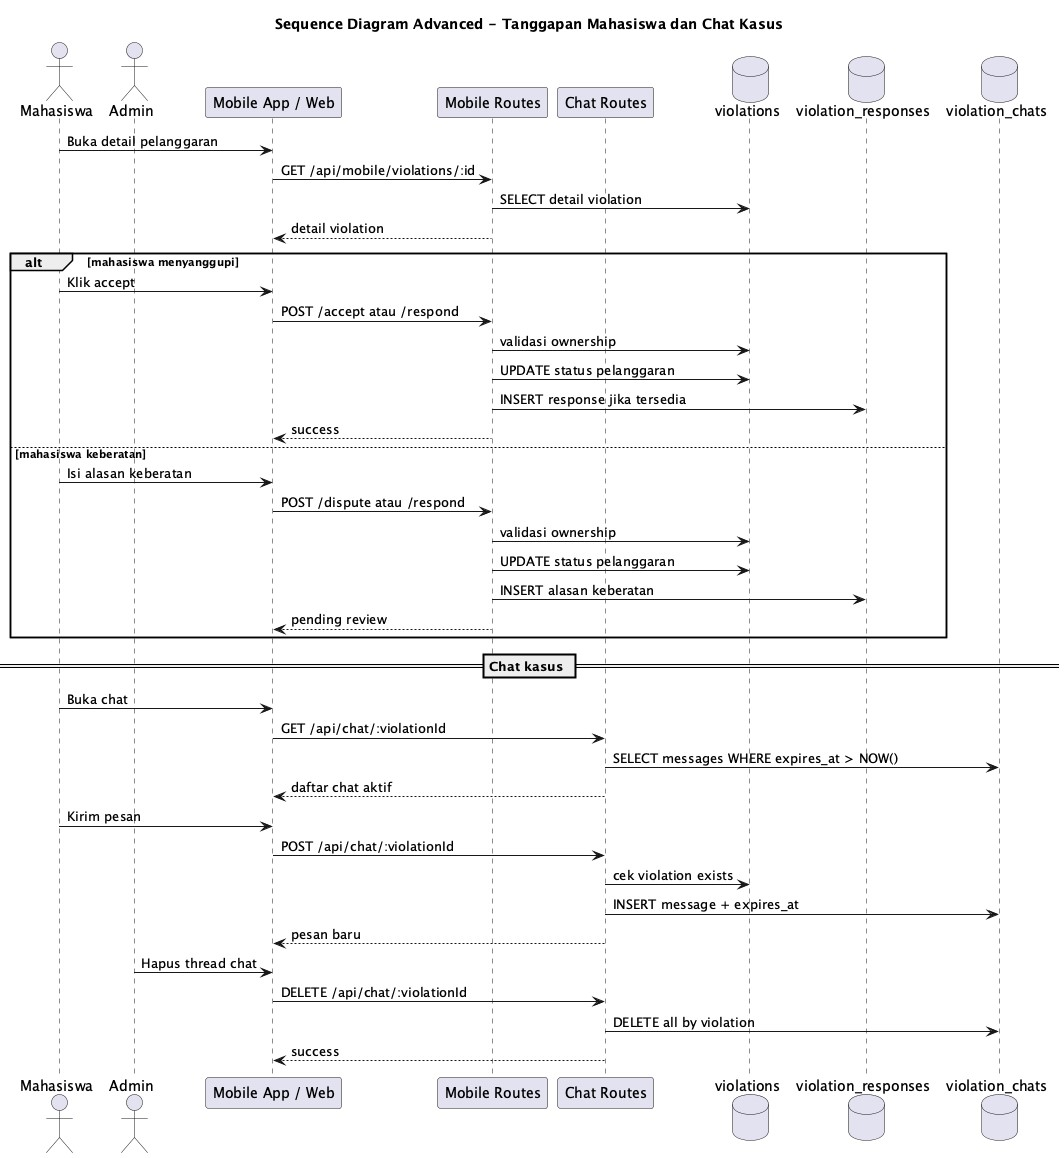 Sequence Diagram Advanced - Tanggapan Mahasiswa dan Chat Kasus
Mahasiswa
Admin
Mobile App / Web
Mobile Routes
Chat Routes
violations
violation_responses
violation_chats
Buka detail pelanggaran
GET /api/mobile/violations/:id
SELECT detail violation
detail violation
alt
[mahasiswa menyanggupi]
Klik accept
POST /accept atau /respond
validasi ownership
UPDATE status pelanggaran
INSERT response jika tersedia
success
[mahasiswa keberatan]
Isi alasan keberatan
POST /dispute atau /respond
validasi ownership
UPDATE status pelanggaran
INSERT alasan keberatan
pending review
Chat kasus
Buka chat
GET /api/chat/:violationId
SELECT messages WHERE expires_at > NOW()
daftar chat aktif
Kirim pesan
POST /api/chat/:violationId
cek violation exists
INSERT message + expires_at
pesan baru
Hapus thread chat
DELETE /api/chat/:violationId
DELETE all by violation
success
Mahasiswa
Admin
Mobile App / Web
Mobile Routes
Chat Routes
violations
violation_responses
violation_chats